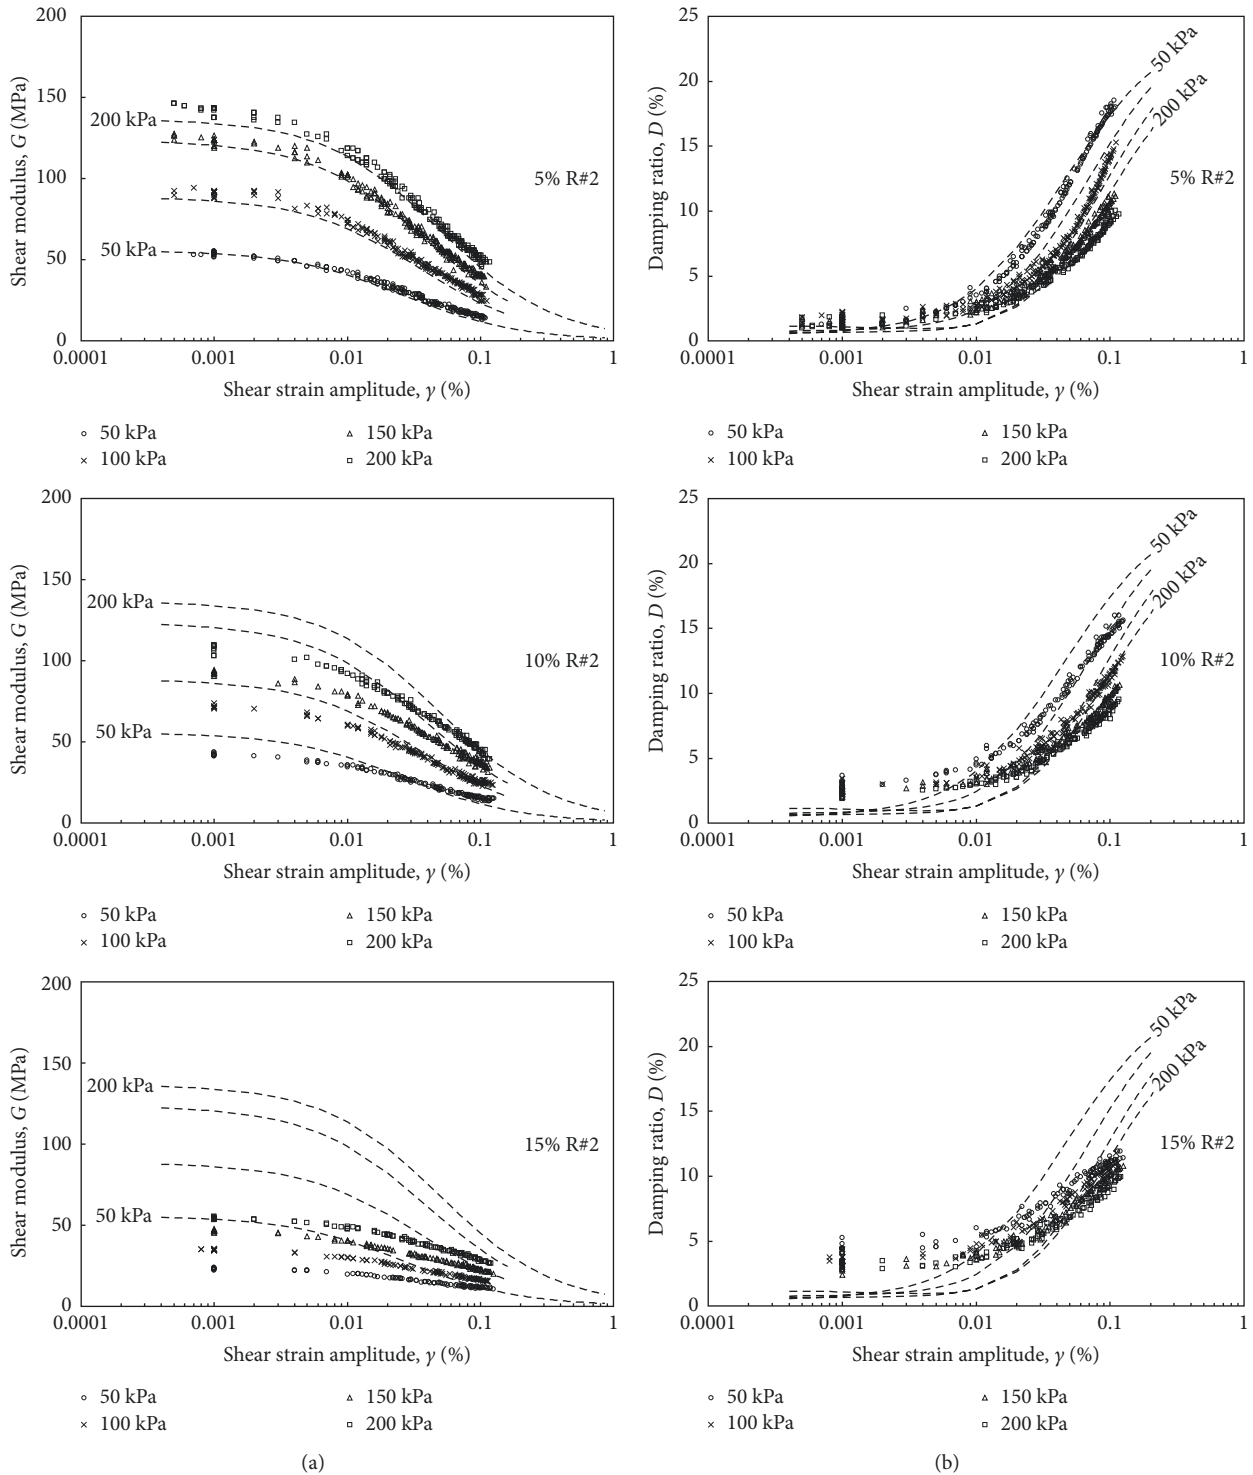 200
150
100
50
0
Shear modulus, G (MPa)
200 kPa
50 kPa
5% R#2
0.0001 0.001 0.01 0.1 1
Shear strain amplitude, γ (%)
50 kPa 150 kPa
100 kPa 200 kPa
25
20
15
10
5
0
Damping ratio, D (%)
50 kPa
200 kPa
5% R#2
0.0001 0.001 0.01 0.1 1
Shear strain amplitude, γ (%)
50 kPa 150 kPa
100 kPa 200 kPa
200
150
100
50
0
Shear modulus, G (MPa)
200 kPa
50 kPa
10% R#2
0.0001 0.001 0.01 0.1 1
Shear strain amplitude, γ (%)
50 kPa 150 kPa
100 kPa 200 kPa
25
20
15
10
5
0
Damping ratio, D (%)
50 kPa
200 kPa
10% R#2
0.0001 0.001 0.01 0.1 1
Shear strain amplitude, γ (%)
50 kPa 150 kPa
100 kPa 200 kPa
200
150
100
50
0
Shear modulus, G (MPa)
200 kPa
50 kPa
15% R#2
0.0001 0.001 0.01 0.1 1
Shear strain amplitude, γ (%)
50 kPa 150 kPa
100 kPa 200 kPa
(a)
25
20
15
10
5
0
Damping ratio, D (%)
50 kPa
200 kPa
15% R#2
0.0001 0.001 0.01 0.1 1
Shear strain amplitude, γ (%)
50 kPa 150 kPa
100 kPa 200 kPa
(b)